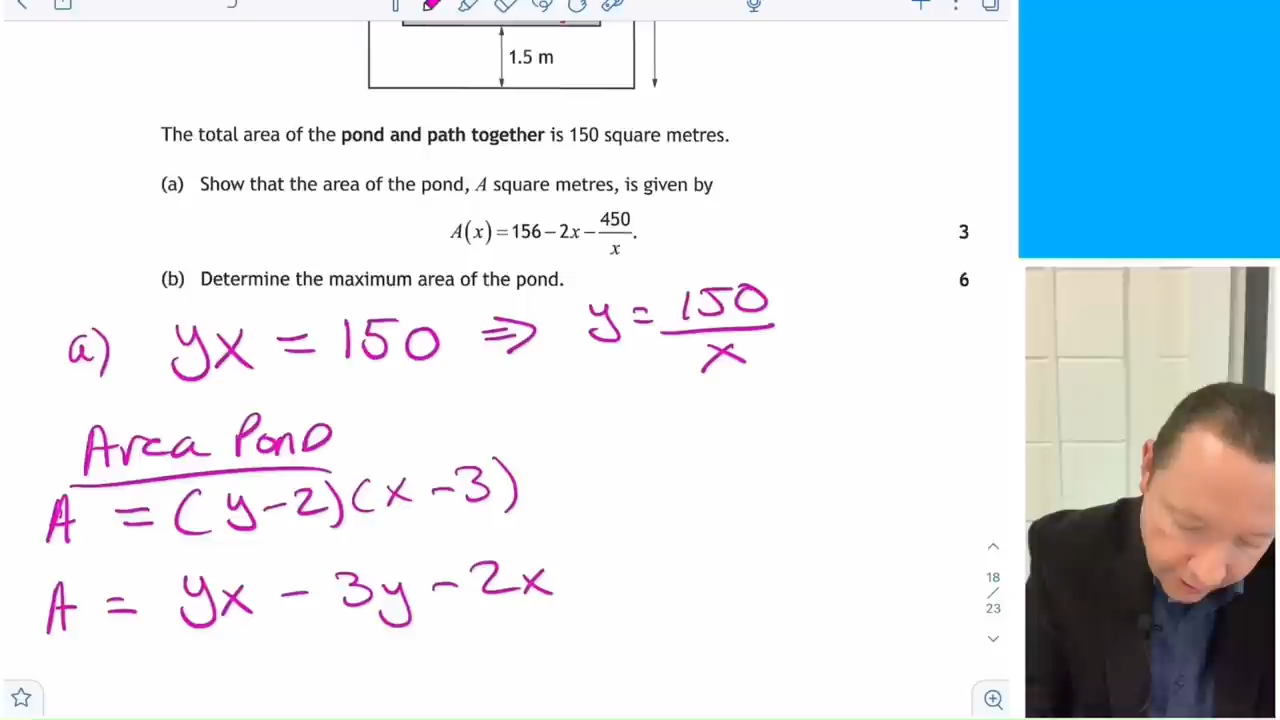 1.5 m
The total area of the pond and path together is 150 square metres.
(a) Show that the area of the pond, A square metres, is given by
A(x) = 156 − 2x − 450/x. 3
(b) Determine the maximum area of the pond. 6
a) yx = 150 ⇒ y = 150/x
Area Pond
A = (y − 2)(x − 3)
A = yx − 3y − 2x
18
/
23